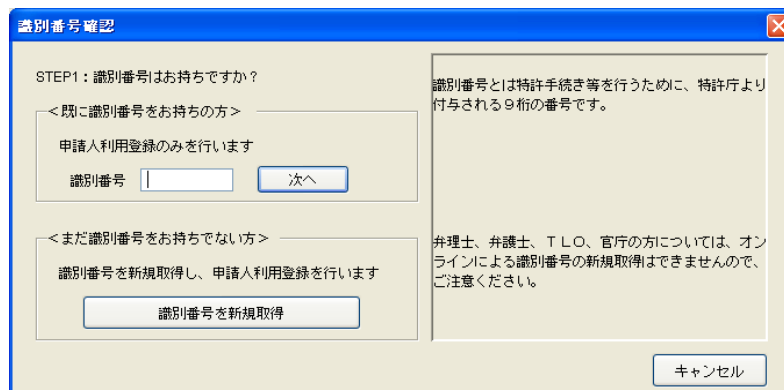 識別番号確認
STEP1：識別番号はお持ちですか？
＜既に識別番号をお持ちの方＞
申請人利用登録のみを行います
識別番号
次へ
＜まだ識別番号をお持ちでない方＞
識別番号を新規取得し、申請人利用登録を行います
識別番号を新規取得
識別番号とは特許手続き等を行うために、特許庁より
付与される９桁の番号です。
弁理士、弁護士、ＴＬＯ、官庁の方については、オン
ラインによる識別番号の新規取得はできませんので、
ご注意ください。
キャンセル